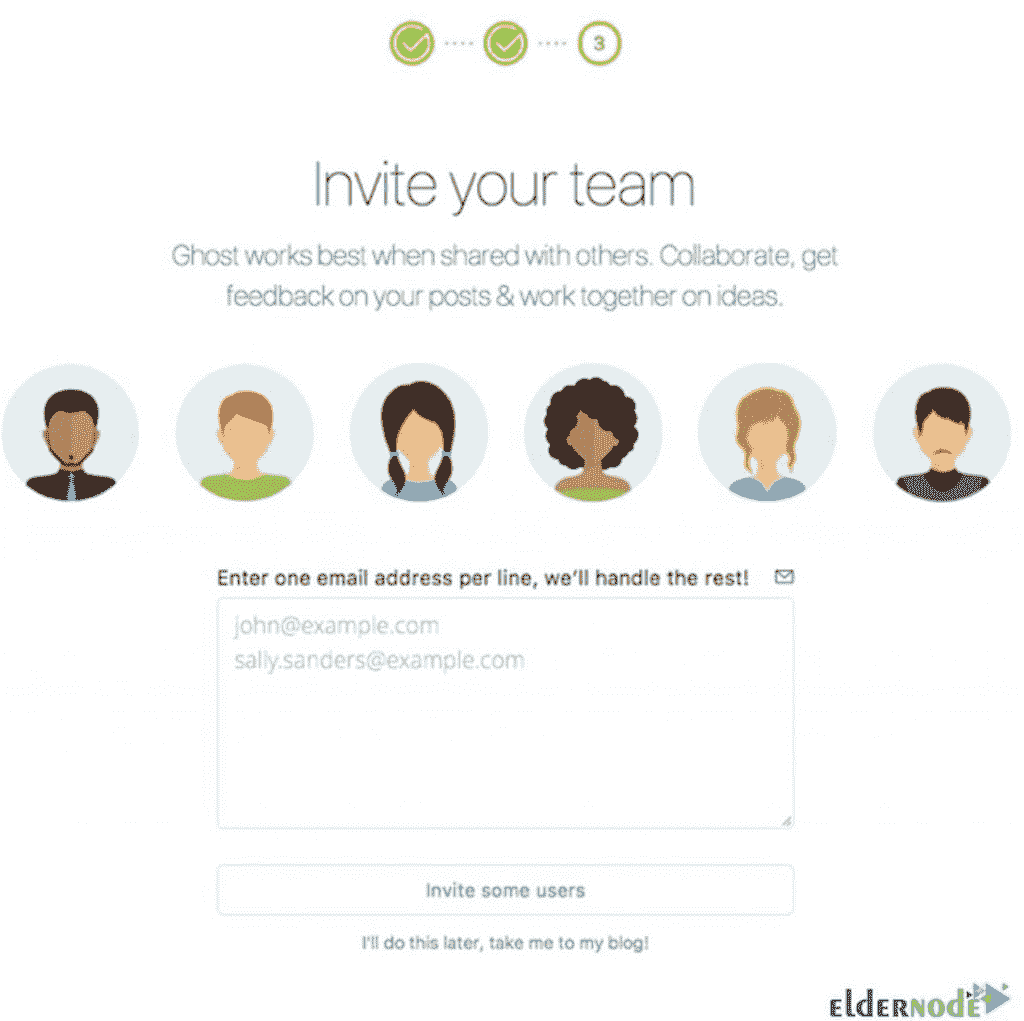 3
Invite your team
Ghost works best when shared with others. Collaborate, get
feedback on your posts & work together on ideas.
Enter one email address per line, we'll handle the rest!
john@example.com
sally.sanders@example.com
Invite some users
I'll do this later, take me to my blog!
ELDERNODE